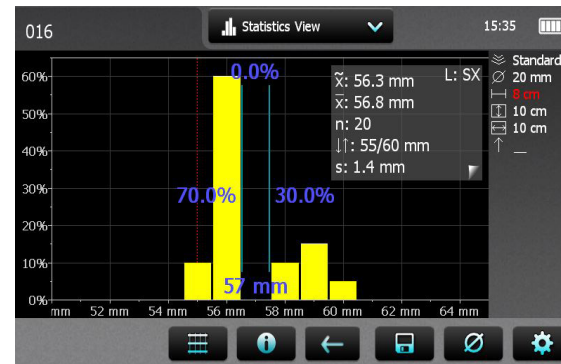 016
Statistics View
15:35
60%
50%
40%
30%
20%
10%
0%
0.0%
70.0%
30.0%
57 mm
x̃: 56.3 mm
L: SX
x̄: 56.8 mm
n: 20
↓↑: 55/60 mm
s: 1.4 mm
mm 52 mm 54 mm 56 mm 58 mm 60 mm 62 mm 64 mm
Standard
Ø 20 mm
8 cm
10 cm
10 cm
↑ _